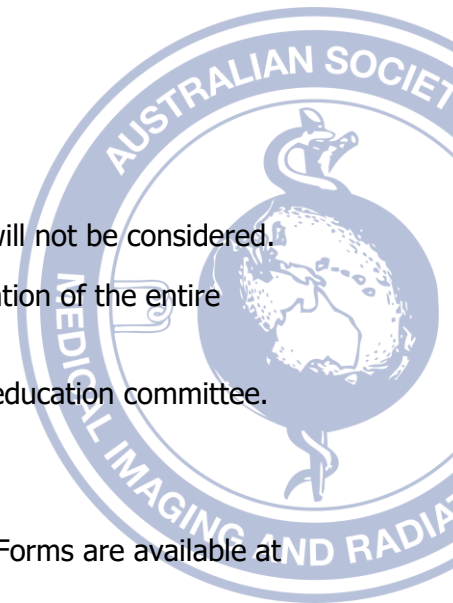 AUSTRALIAN SOCIET
will not be considered.
ation of the entire
education committee.
MEDICAL IMAGING AND RADIAT
Forms are available at